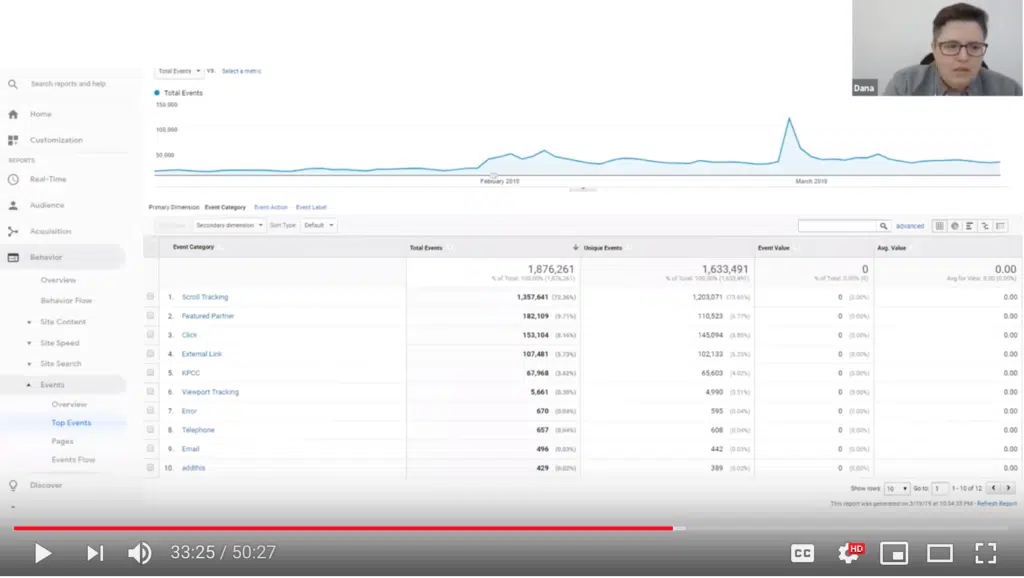 Dana
Total Events VS. Select a metric
Search reports and help
Total Events
150,000
Home
100,000
Customization
50,000
REPORTS
Real-Time
February 2019 March 2019
Audience
Primary Dimension: Event Category Event Action Event Label
Acquisition
Secondary dimension Sort Type: Default advanced
Behavior
Event Category Total Events Unique Events Event Value Avg. Value
1,876,261 1,633,491 0 0.00
% of Total: 100.00% (1,876,261) % of Total: 100.00% (1,633,491) % of Total: 0.00% (0) Avg for View: 0.00 (0.00%)
Overview
Behavior Flow
Site Content
Site Speed
Site Search
Events
Overview
Top Events
Pages
Events Flow
Discover
1. Scroll Tracking 1,357,641 (72.36%) 1,203,071 (73.65%) 0 (0.00%) 0.00
2. Featured Partner 182,109 (9.71%) 110,523 (6.77%) 0 (0.00%) 0.00
3. Click 153,104 (8.16%) 145,094 (8.88%) 0 (0.00%) 0.00
4. External Link 107,481 (5.73%) 102,133 (6.25%) 0 (0.00%) 0.00
5. KPCC 67,968 (3.62%) 65,603 (4.02%) 0 (0.00%) 0.00
6. Viewport Tracking 5,661 (0.30%) 4,990 (0.31%) 0 (0.00%) 0.00
7. Error 670 (0.04%) 595 (0.04%) 0 (0.00%) 0.00
8. Telephone 657 (0.04%) 608 (0.04%) 0 (0.00%) 0.00
9. Email 496 (0.03%) 442 (0.03%) 0 (0.00%) 0.00
10. addthis 429 (0.02%) 389 (0.02%) 0 (0.00%) 0.00
Show rows: 10 Go to: 1 1 - 10 of 12
This report was generated on 3/19/19 at 10:04:05 PM - Refresh Report
33:25 / 50:27
CC
HD